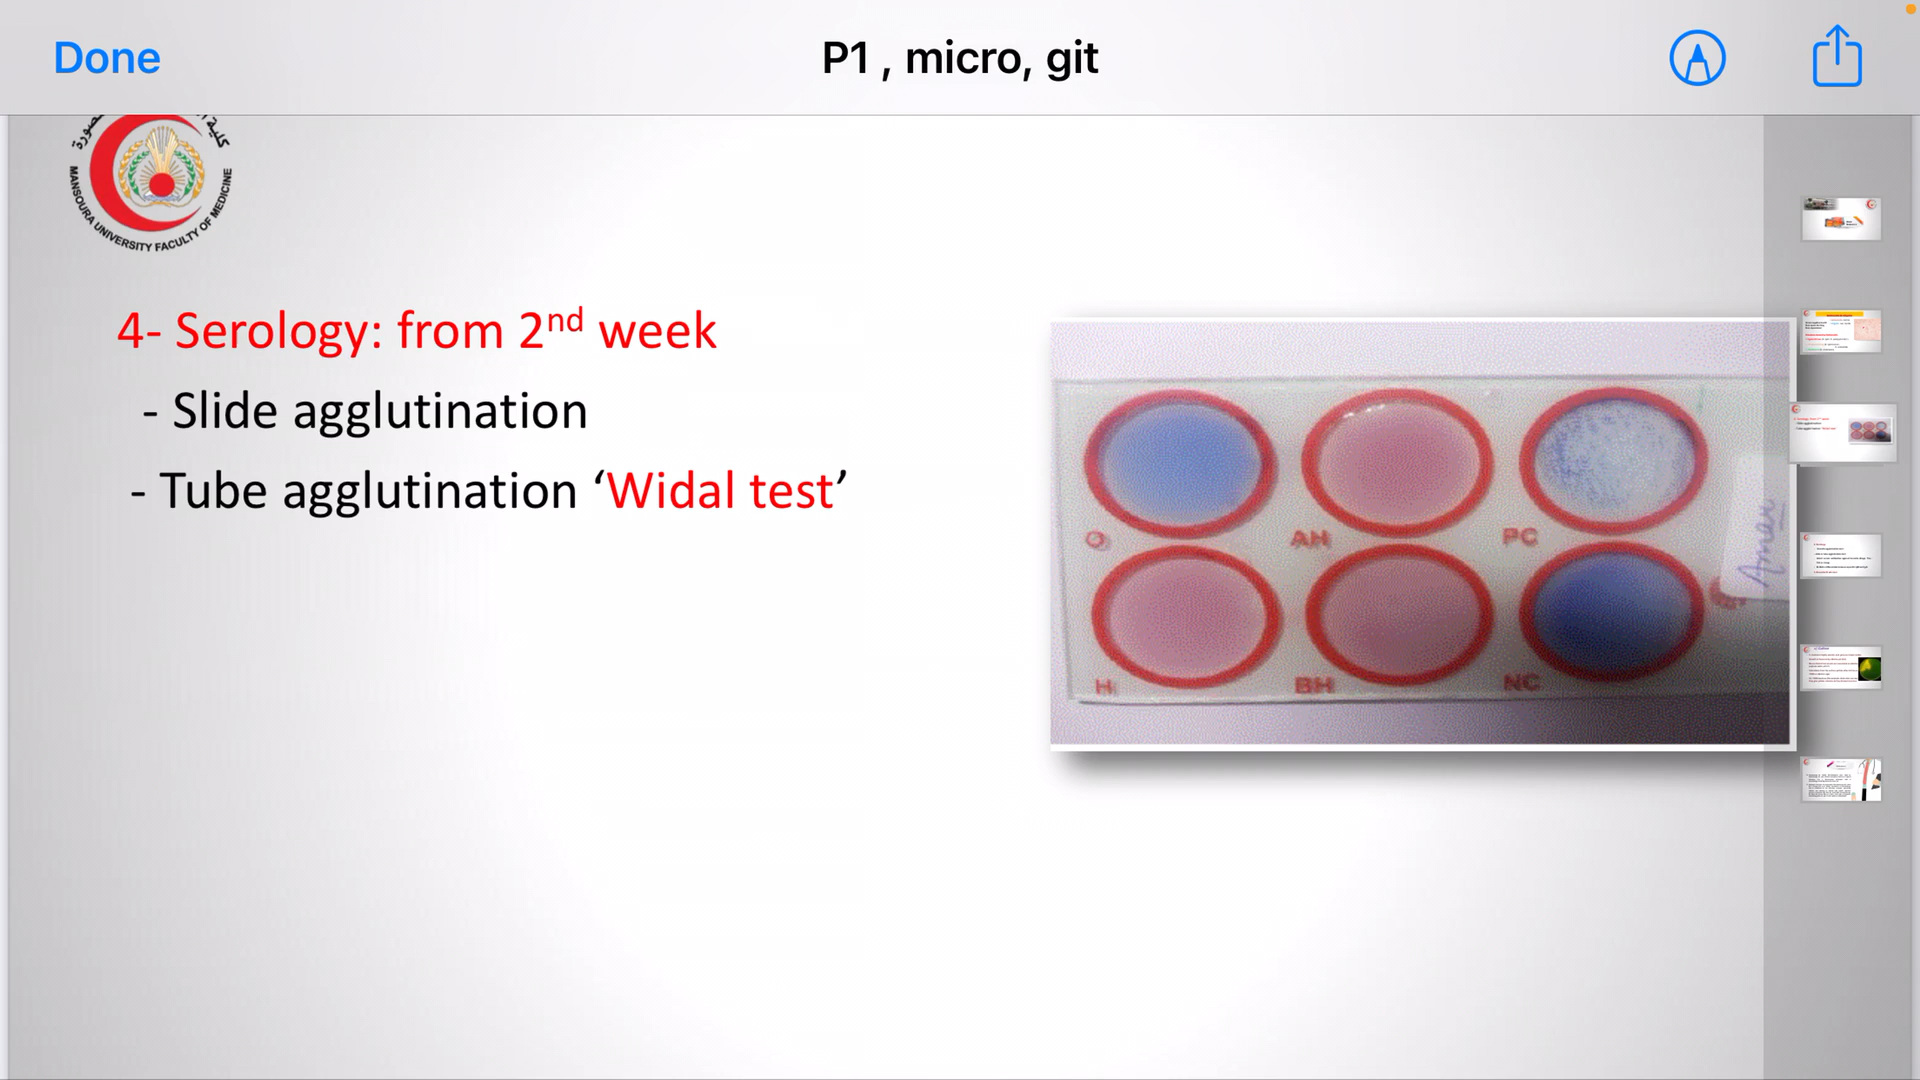 Done
P1 , micro, git
MANSOURA UNIVERSITY FACULTY OF MEDICINE
4- Serology: from 2nd week
- Slide agglutination
- Tube agglutination ‘Widal test’
O
AH
PC
H
BH
NC